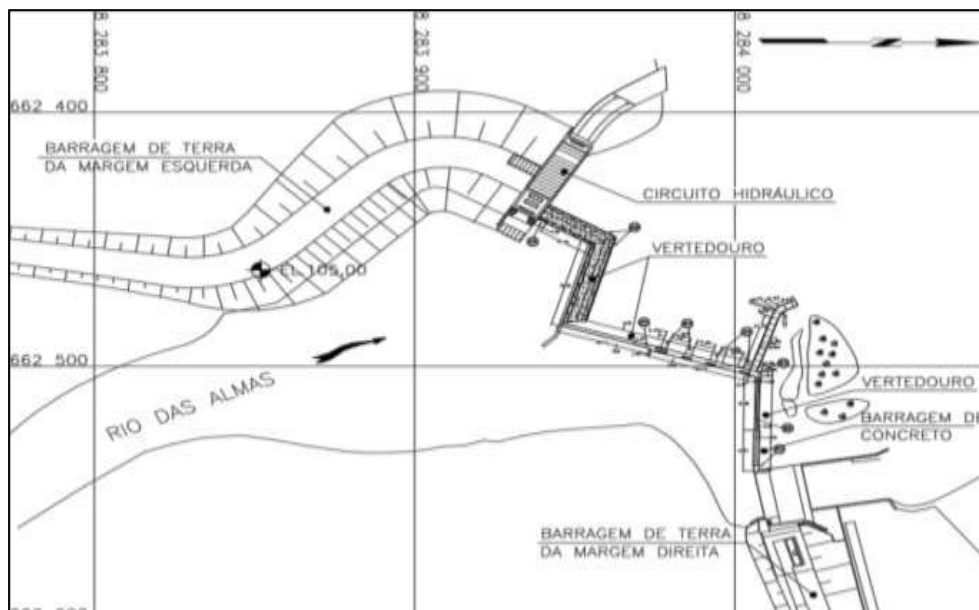 8 283 800
8 283 900
8 284 000
662 400
BARRAGEM DE TERRA
DA MARGEM ESQUERDA
CIRCUITO HIDRÁULICO
VERTEDOURO
EL.105,00
662 500
RIO DAS ALMAS
VERTEDOURO
BARRAGEM DE
CONCRETO
BARRAGEM DE TERRA
DA MARGEM DIREITA